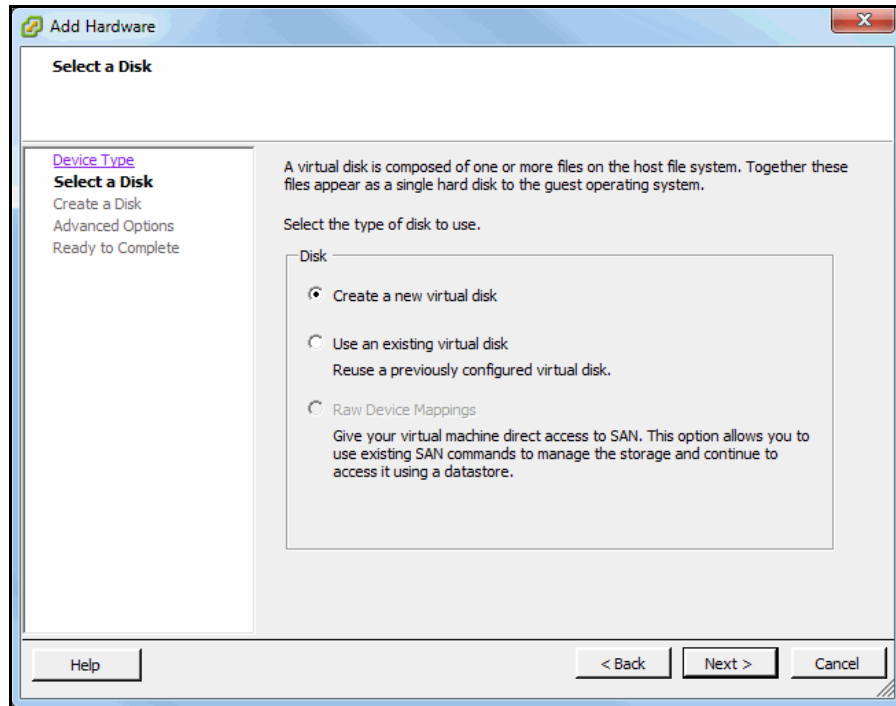 Add Hardware
Select a Disk
Device Type
Select a Disk
Create a Disk
Advanced Options
Ready to Complete
A virtual disk is composed of one or more files on the host file system. Together these
files appear as a single hard disk to the guest operating system.
Select the type of disk to use.
Disk
Create a new virtual disk
Use an existing virtual disk
Reuse a previously configured virtual disk.
Raw Device Mappings
Give your virtual machine direct access to SAN. This option allows you to
use existing SAN commands to manage the storage and continue to
access it using a datastore.
Help
< Back
Next >
Cancel